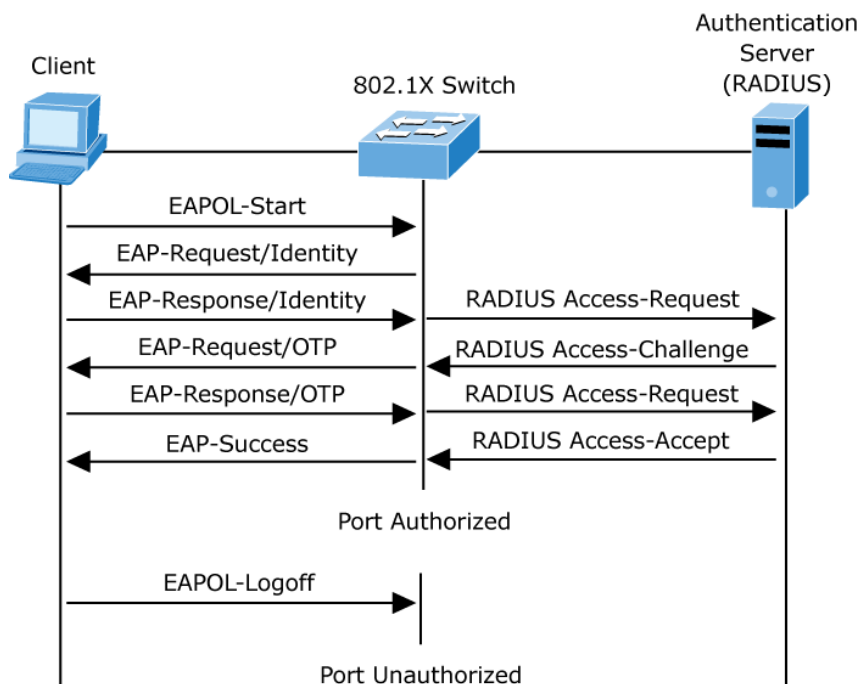 Authentication
Server
(RADIUS)
Client
802.1X Switch
EAPOL-Start
EAP-Request/Identity
EAP-Response/Identity
RADIUS Access-Request
EAP-Request/OTP
RADIUS Access-Challenge
EAP-Response/OTP
RADIUS Access-Request
EAP-Success
RADIUS Access-Accept
Port Authorized
EAPOL-Logoff
Port Unauthorized